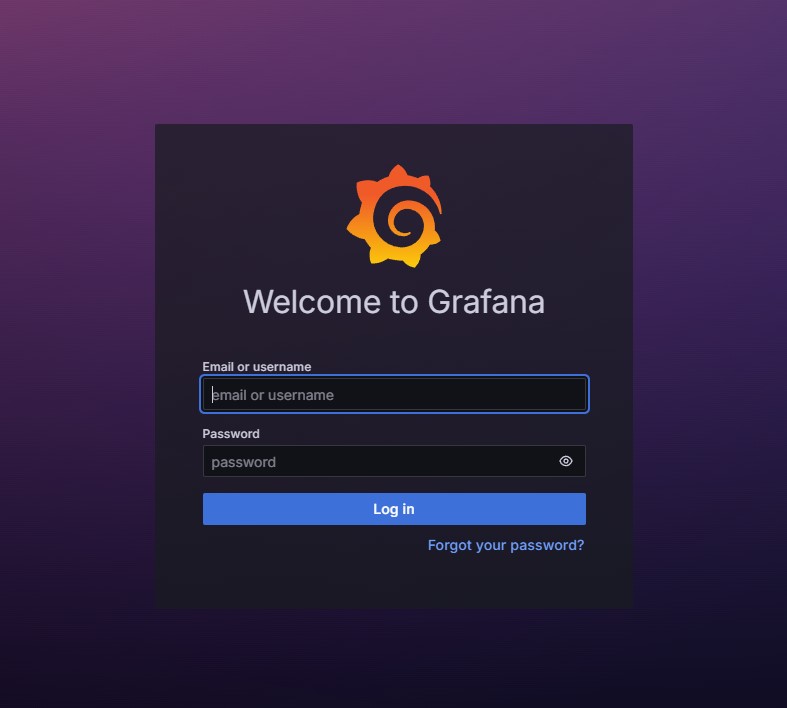 Welcome to Grafana
Email or username
email or username
Password
password
Log in
Forgot your password?